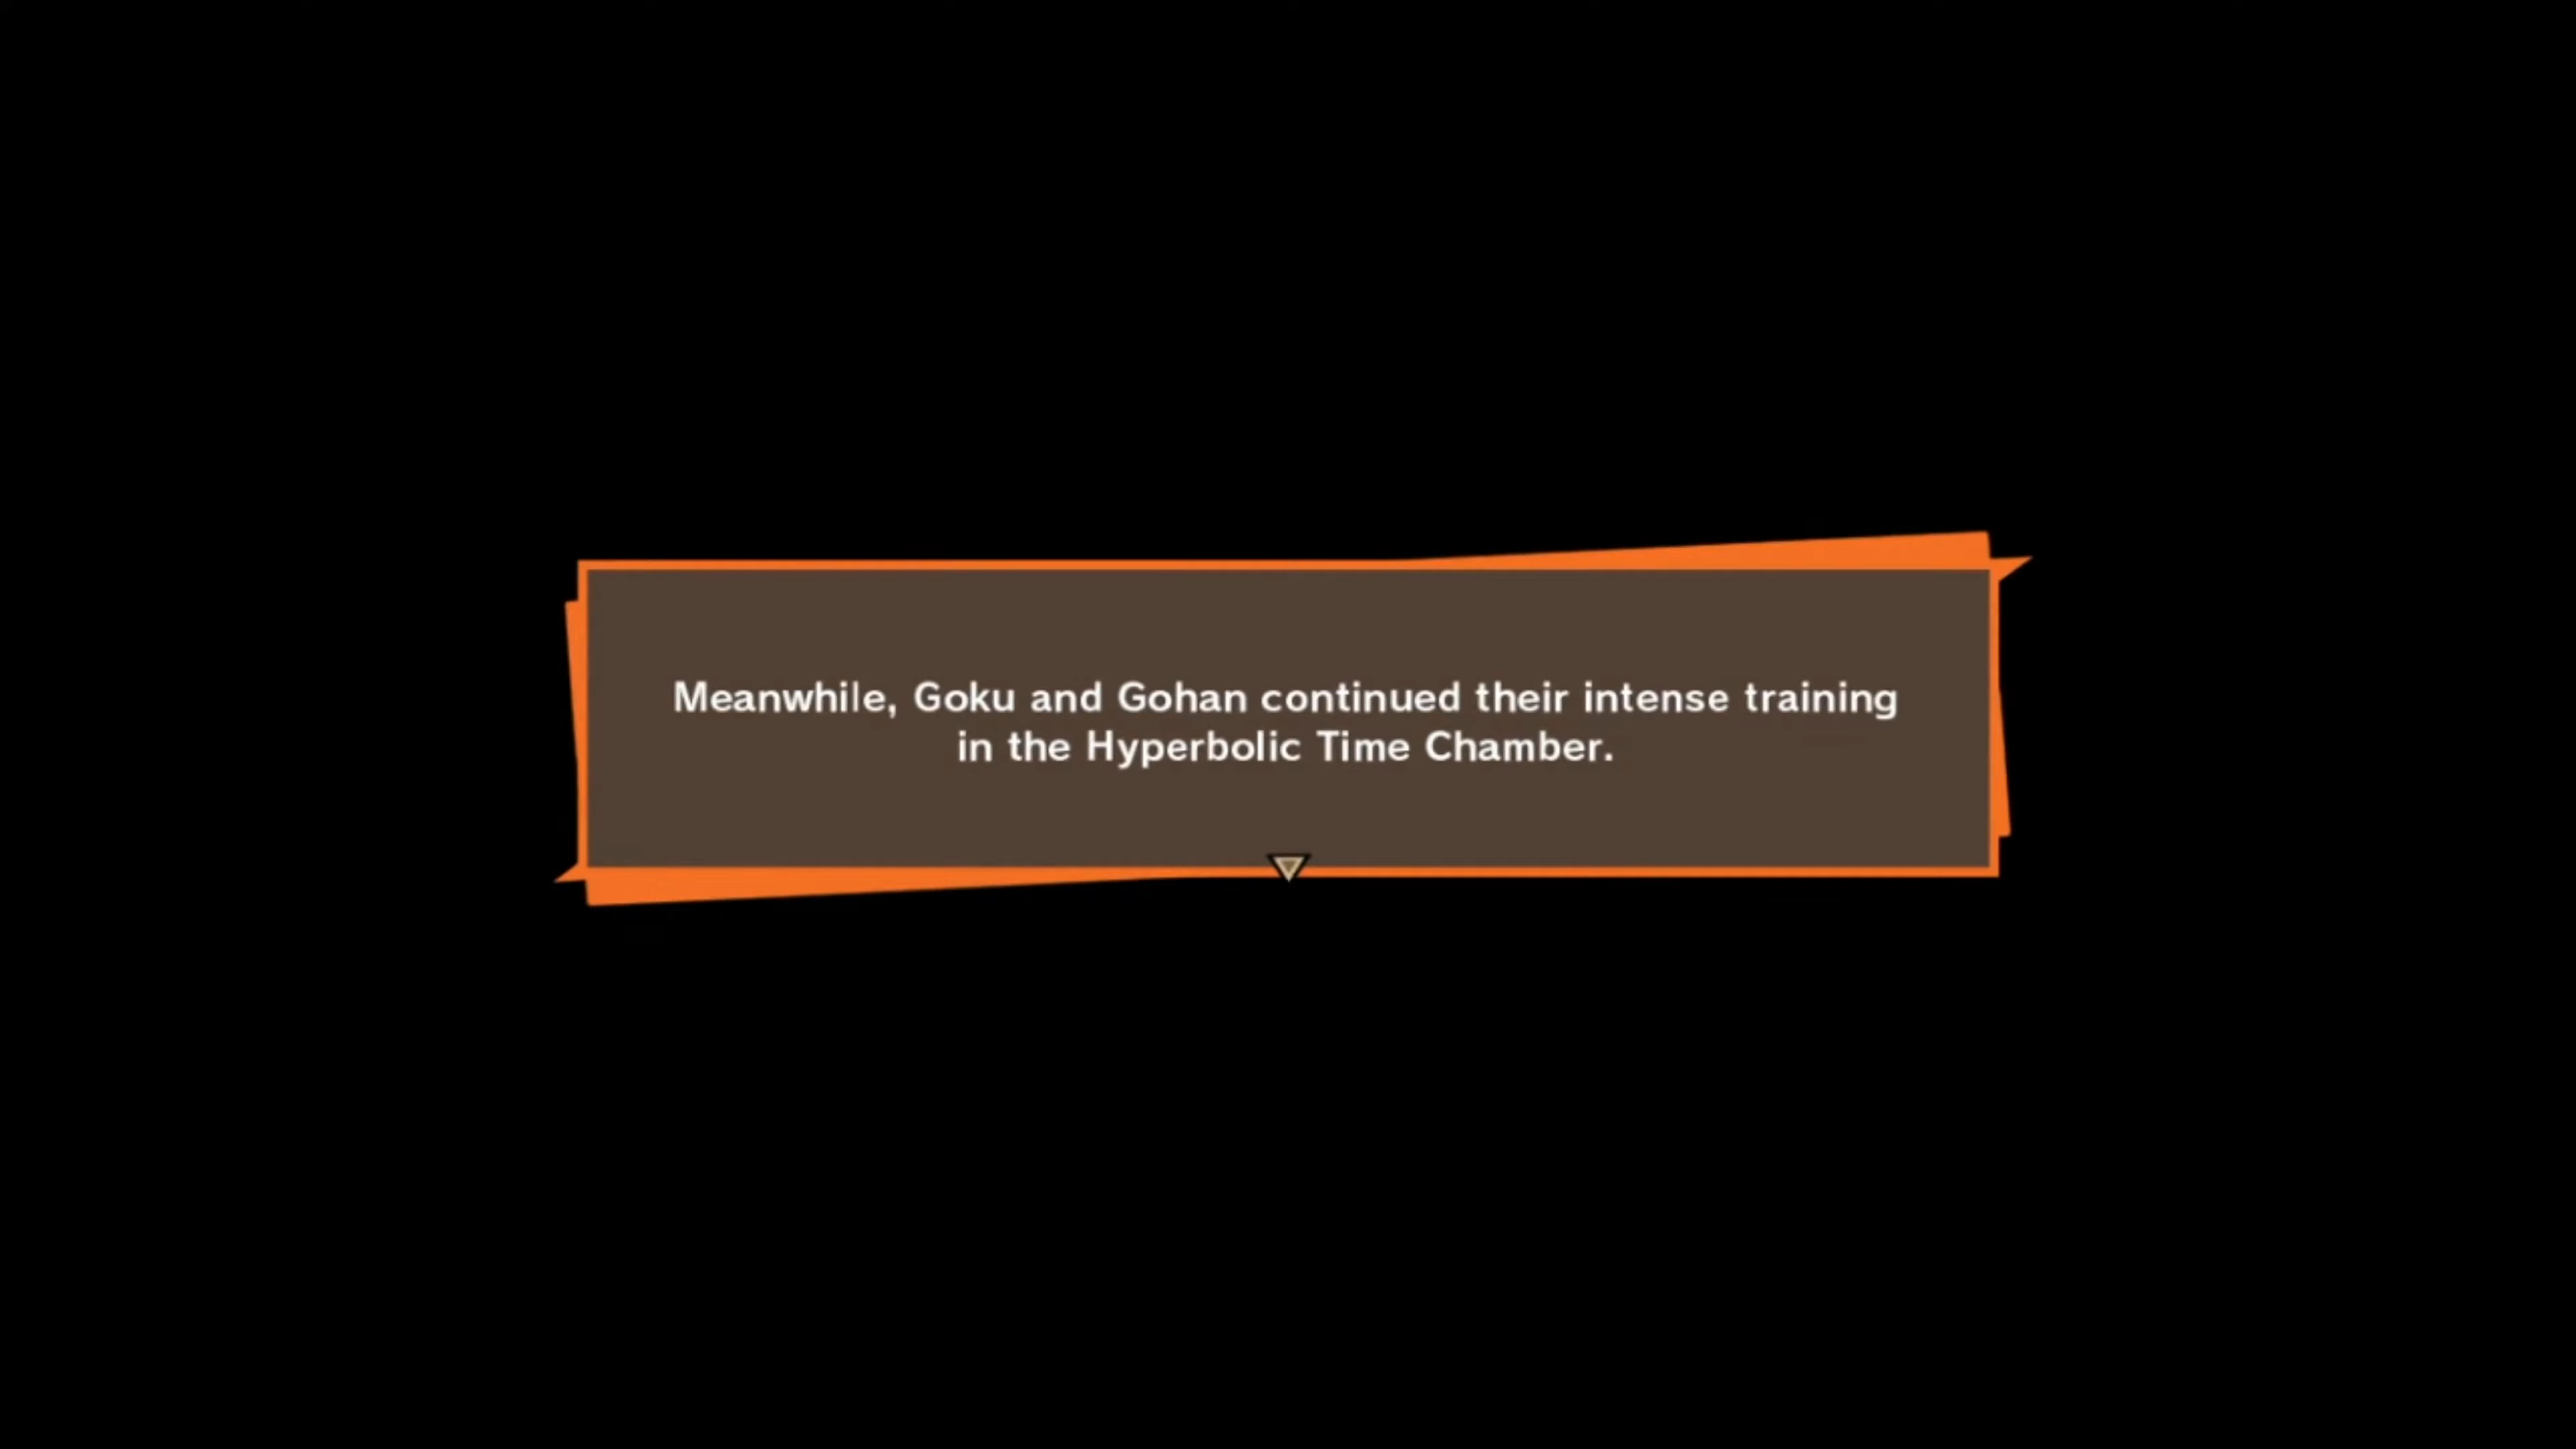 Meanwhile, Goku and Gohan continued their intense training
in the Hyperbolic Time Chamber.